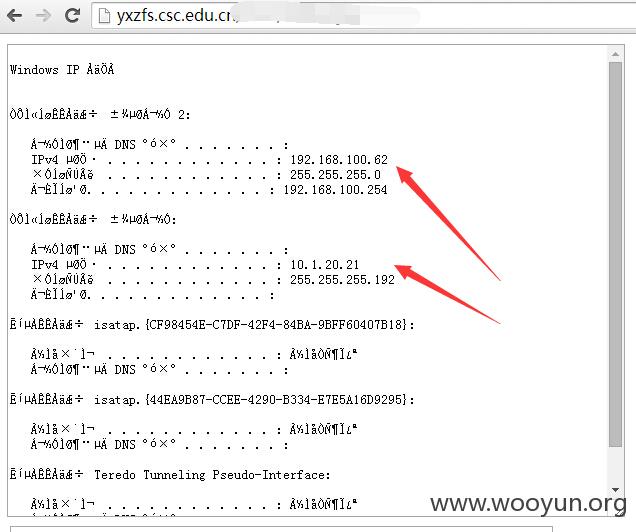 yxzfs.csc.edu.cn/
Windows IP ÅäÖÃ
ÒÔÌ«ÍøÊÊÅäÆ÷ ±¾µØÁ¬½Ó 2:
Á¬½ÓÌØ¶¨µÄ DNS ºó×º . . . . . . . :
IPv4 µØÖ· . . . . . . . . . . . . : 192.168.100.62
×ÓÍøÑÚÂë . . . . . . . . . . . . : 255.255.255.0
Ä¬ÈÏÍø¹Ø. . . . . . . . . . . . . : 192.168.100.254
ÒÔÌ«ÍøÊÊÅäÆ÷ ±¾µØÁ¬½Ó:
Á¬½ÓÌØ¶¨µÄ DNS ºó×º . . . . . . . :
IPv4 µØÖ· . . . . . . . . . . . . : 10.1.20.21
×ÓÍøÑÚÂë . . . . . . . . . . . . : 255.255.255.192
Ä¬ÈÏÍø¹Ø. . . . . . . . . . . . . :
ËíµÀÊÊÅäÆ÷ isatap.{CF98454E-C7DF-42F4-84BA-9BFF60407B18}:
Ã½Ìå×´Ì¬ . . . . . . . . . . . . : Ã½ÌåÒÑ¶Ï¿ª
Á¬½ÓÌØ¶¨µÄ DNS ºó×º . . . . . . . :
ËíµÀÊÊÅäÆ÷ isatap.{44EA9B87-CCEE-4290-B334-E7E5A16D9295}:
Ã½Ìå×´Ì¬ . . . . . . . . . . . . : Ã½ÌåÒÑ¶Ï¿ª
Á¬½ÓÌØ¶¨µÄ DNS ºó×º . . . . . . . :
ËíµÀÊÊÅäÆ÷ Teredo Tunneling Pseudo-Interface:
Ã½Ìå×´Ì¬ . . . . . . . . . . . . : Ã½ÌåÒÑ¶Ï¿ª
Á¬½ÓÌØ¶¨µÄ DNS ºó×º . . . . . . . :
www.wooyun.org